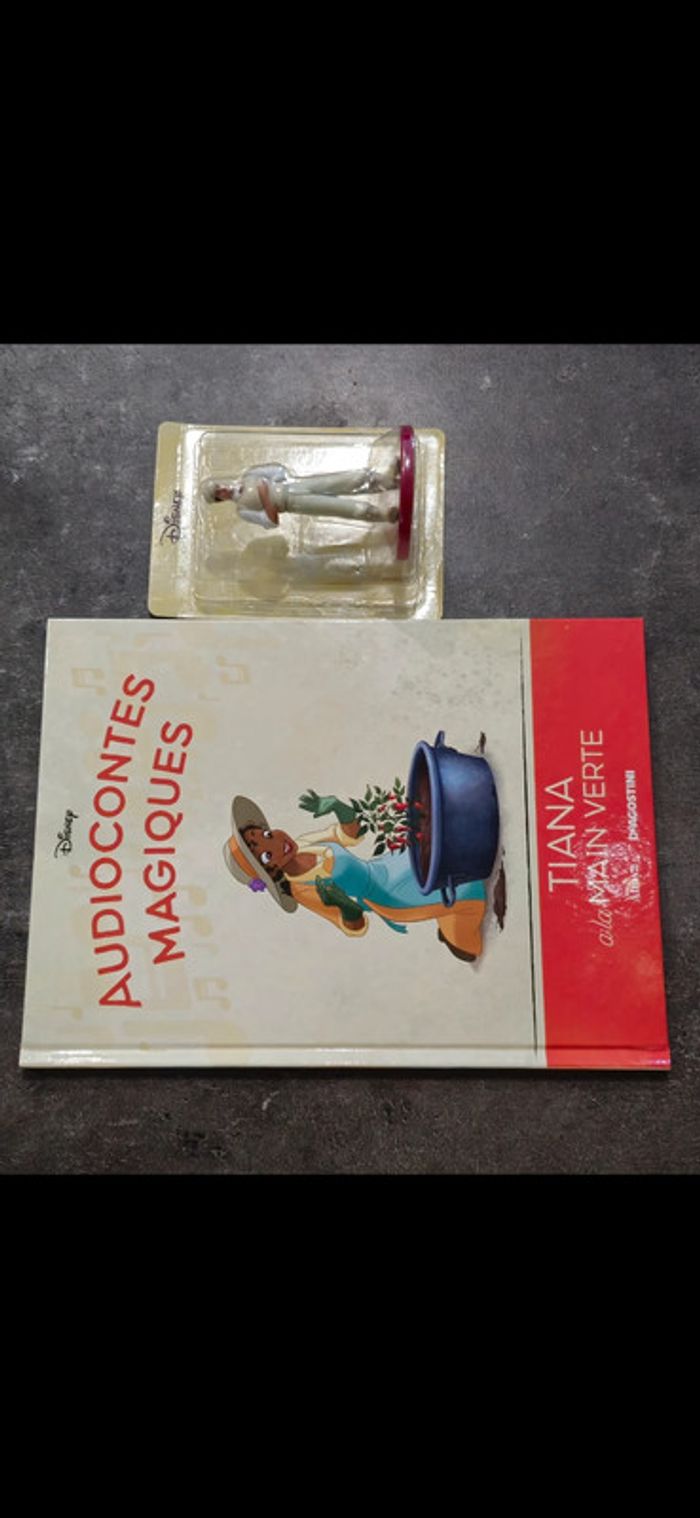 Disney
Disney
AUDIOCONTES
MAGIQUES
TIANA
a la MAIN VERTE
DeAGOSTINI